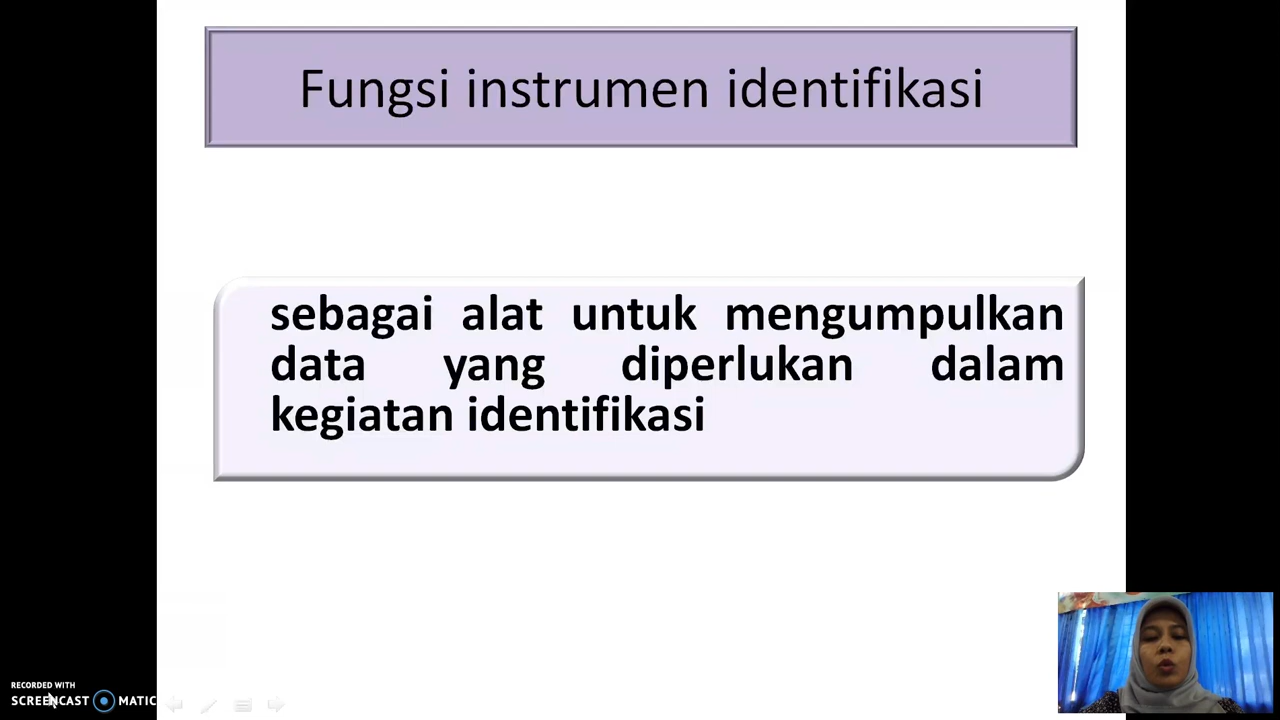 Fungsi instrumen identifikasi
sebagai alat untuk mengumpulkan
data yang diperlukan dalam
kegiatan identifikasi
RECORDED WITH
SCREENCAST MATIC